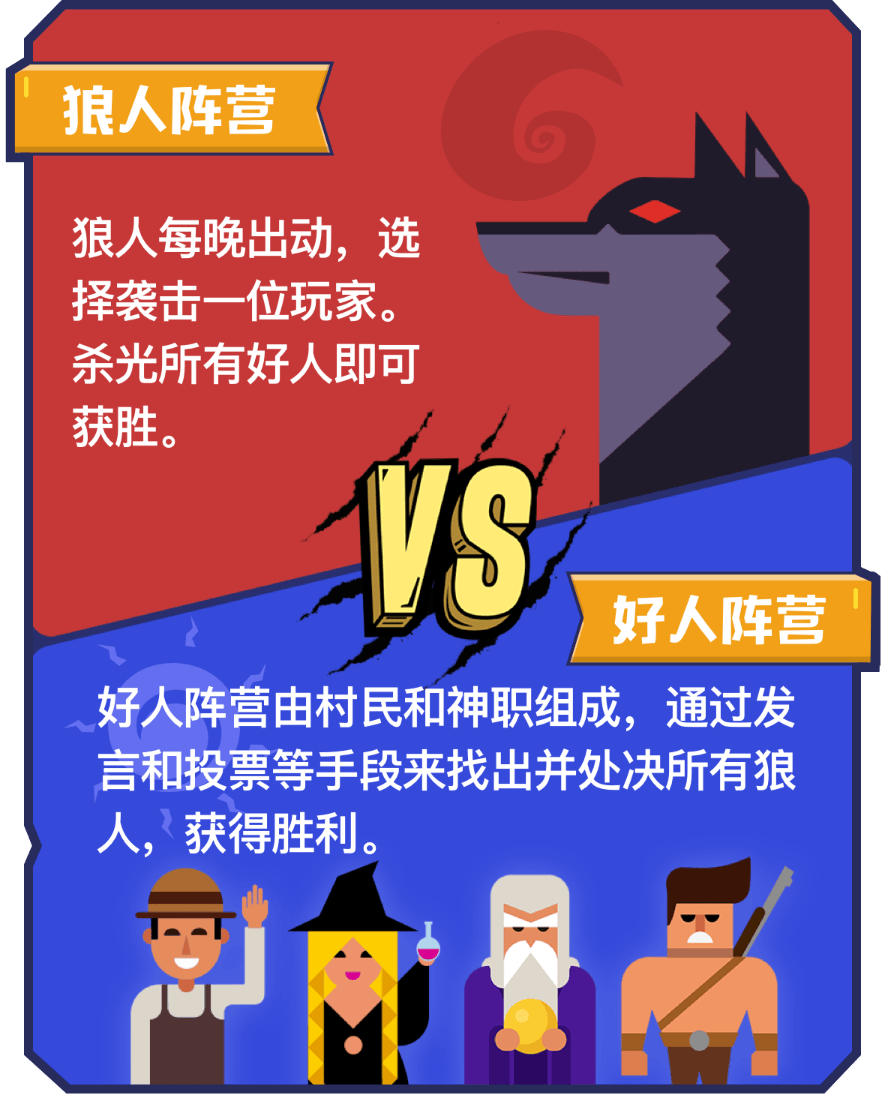 狼人阵营
狼人每晚出动，选
择袭击一位玩家。
杀光所有好人即可
获胜。
VS
好人阵营
好人阵营由村民和神职组成，通过发
言和投票等手段来找出并处决所有狼
人，获得胜利。